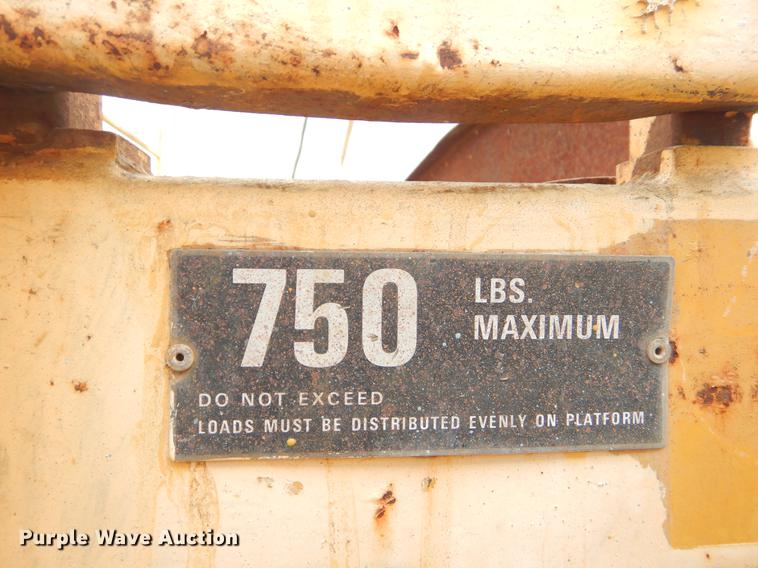 750 LBS.
MAXIMUM
DO NOT EXCEED
LOADS MUST BE DISTRIBUTED EVENLY ON PLATFORM
Purple Wave Auction